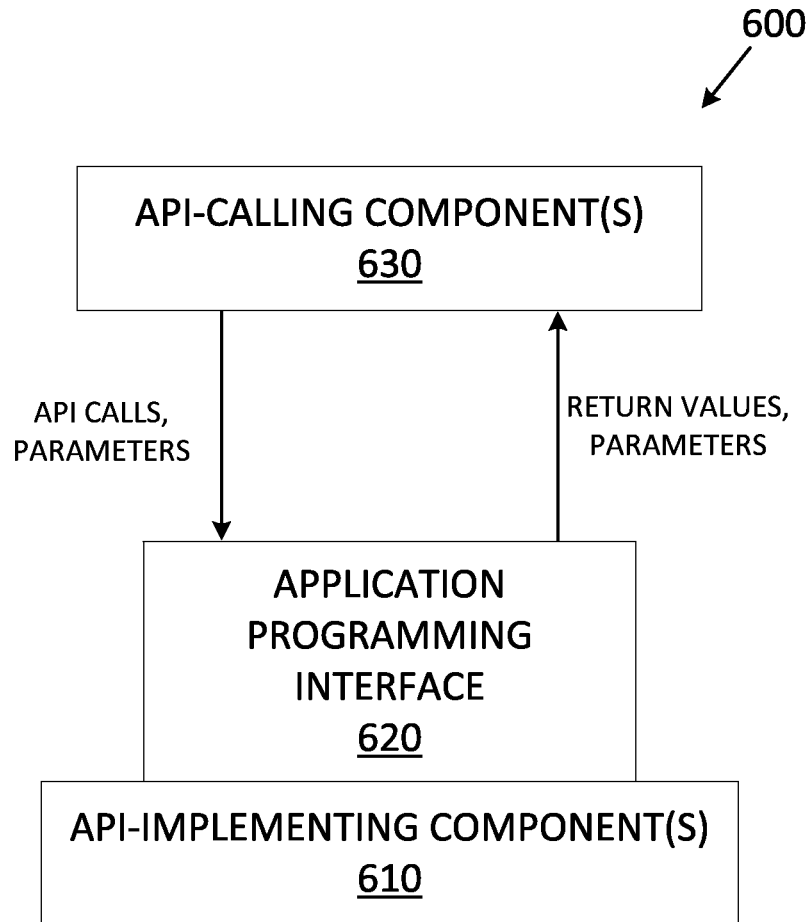 600
API-CALLING COMPONENT(S)
630
API CALLS,
PARAMETERS
RETURN VALUES,
PARAMETERS
APPLICATION
PROGRAMMING
INTERFACE
620
API-IMPLEMENTING COMPONENT(S)
610